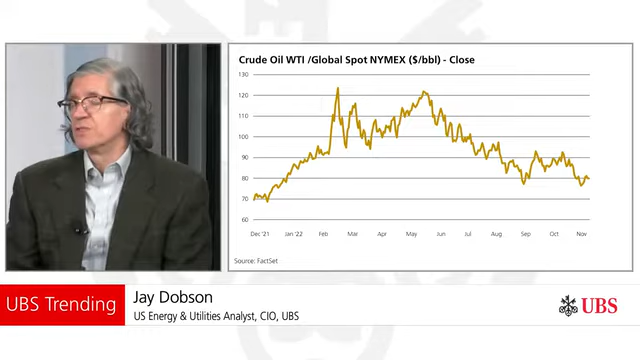 Crude Oil WTI /Global Spot NYMEX ($/bbl) - Close
130
120
110
100
90
80
70
60
Dec '21 Jan '22 Feb Mar Apr May Jun Jul Aug Sep Oct Nov
Source: FactSet
UBS Trending
Jay Dobson
US Energy & Utilities Analyst, CIO, UBS
UBS